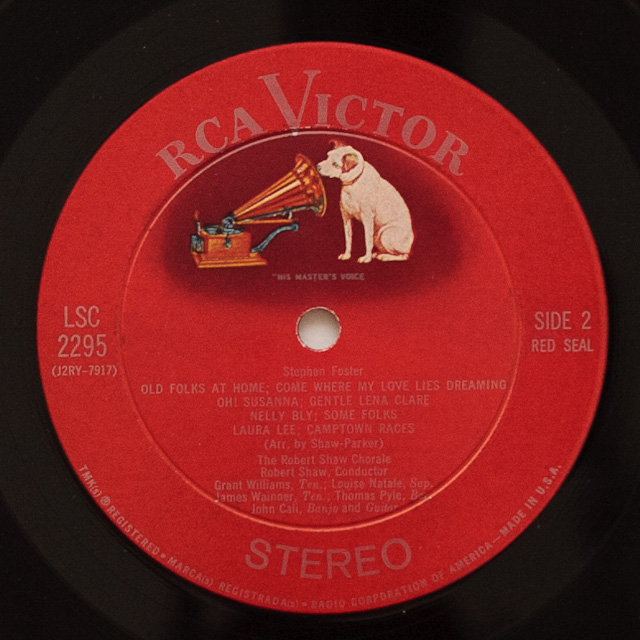 RCA VICTOR
"HIS MASTER'S VOICE
LSC
2295
(J2RY-7917)
SIDE 2
RED SEAL
Stephen Foster
OLD FOLKS AT HOME; COME WHERE MY LOVE LIES DREAMING
OH! SUSANNA; GENTLE LENA CLARE
NELLY BLY; SOME FOLKS
LAURA LEE; CAMPTOWN RACES
(Arr. by Shaw-Parker)
The Robert Shaw Chorale
Robert Shaw, Conductor
Grant Williams, Ten.; Louise Natale, Sop.
James Wainner, Ten.; Thomas Pyle,
John Cali, Banjo and Guitar
STEREO
TMK(s) ® REGISTERED • MARCA(s) REGISTRADA(s) • RADIO CORPORATION OF AMERICA — MADE IN U.S.A.